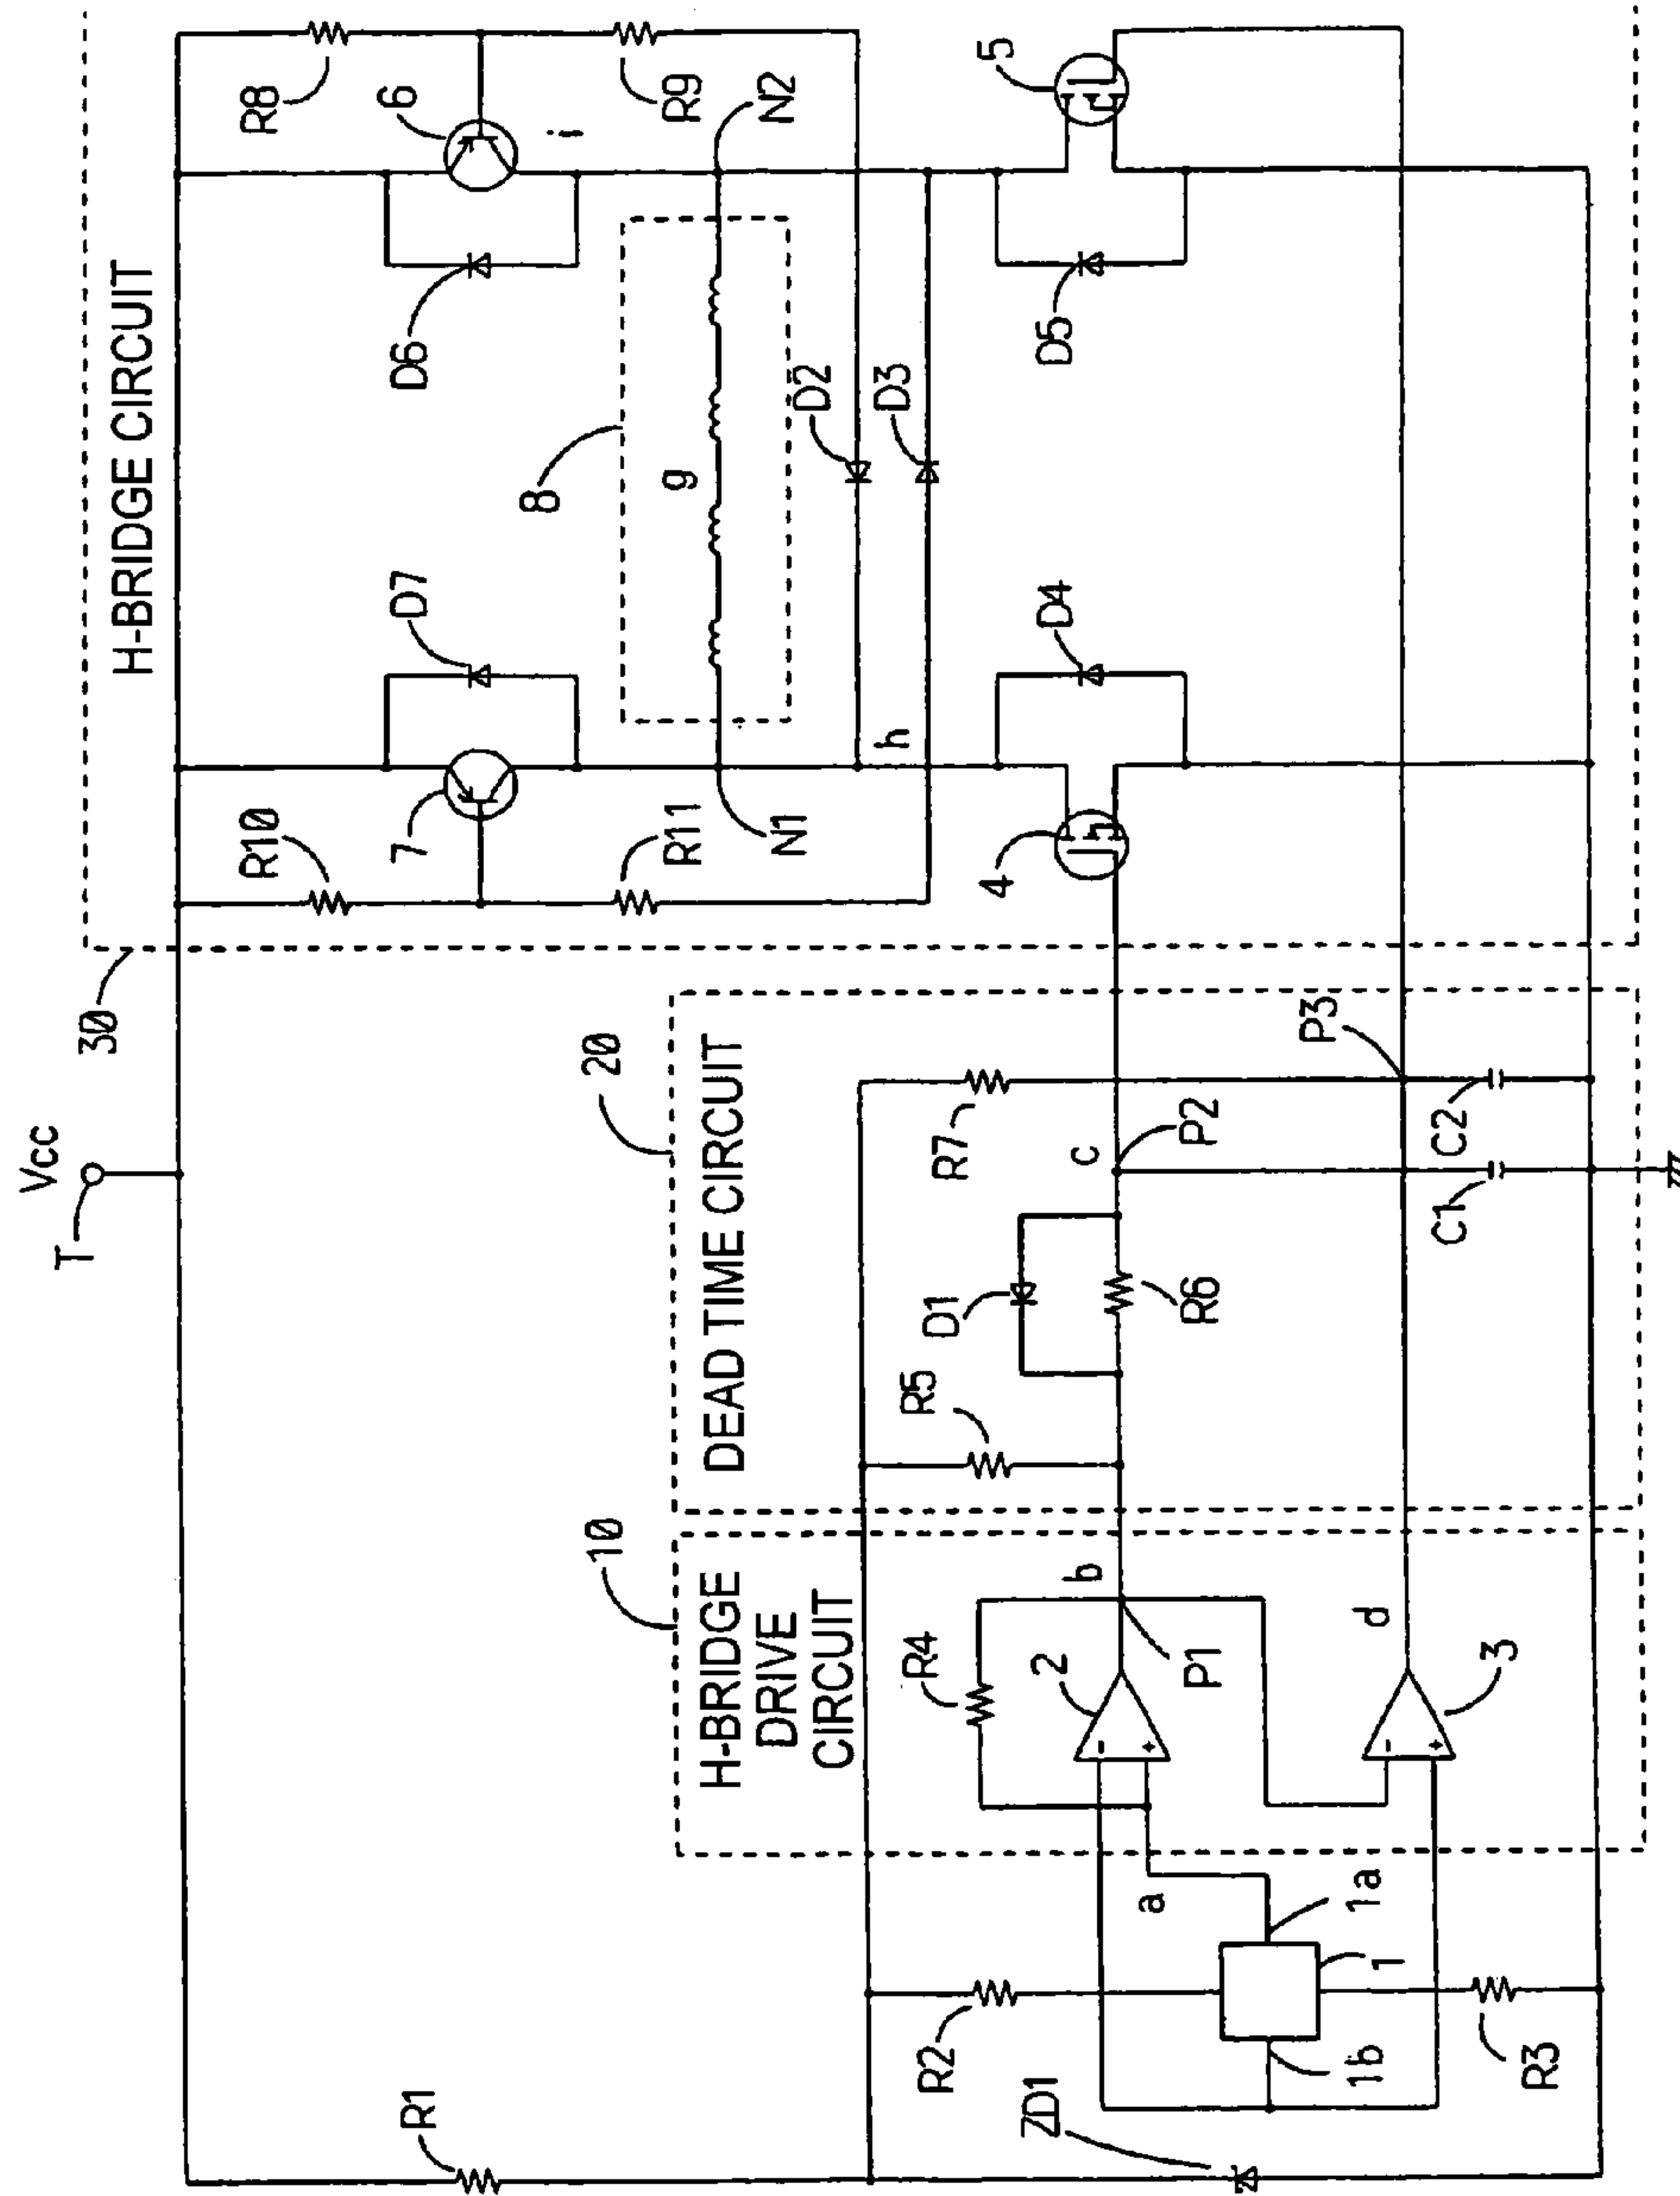 Vcc
T
30
H-BRIDGE CIRCUIT
R8
6
R10
7
D7
D6
i
R9
R11
N1
N2
8
g
D2
D3
h
4
5
D4
D5
20
DEAD TIME CIRCUIT
R7
R5
D1
R6
c
P2
P3
C1
C2
10
H-BRIDGE
DRIVE
CIRCUIT
R4
b
2
-
+
P1
d
3
-
+
a
1a
1
1b
R2
R3
R1
ZD1